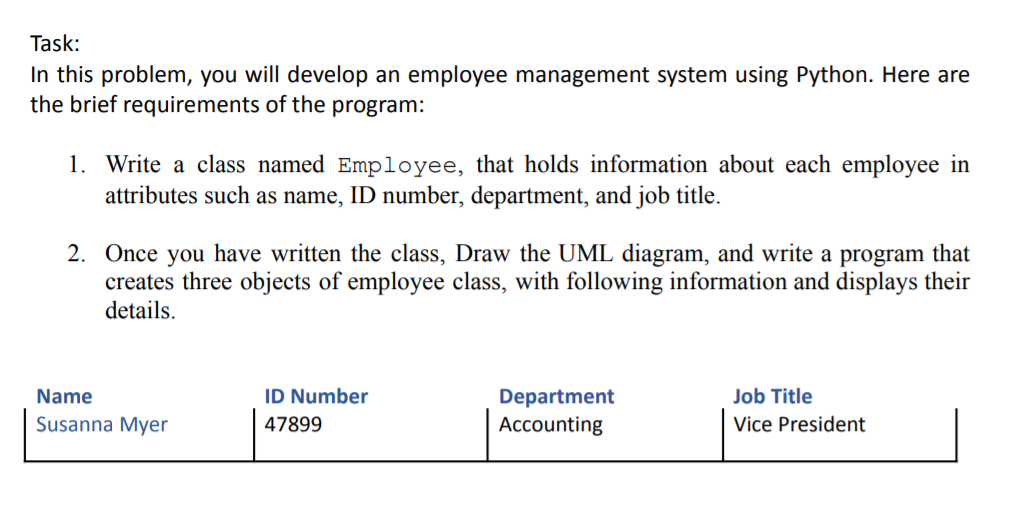 Task:
In this problem, you will develop an employee management system using Python. Here are
the brief requirements of the program:
1. Write a class named Employee, that holds information about each employee in
attributes such as name, ID number, department, and job title.
2. Once you have written the class, Draw the UML diagram, and write a program that
creates three objects of employee class, with following information and displays their
details.
Name ID Number Department Job Title
Susanna Myer 47899 Accounting Vice President